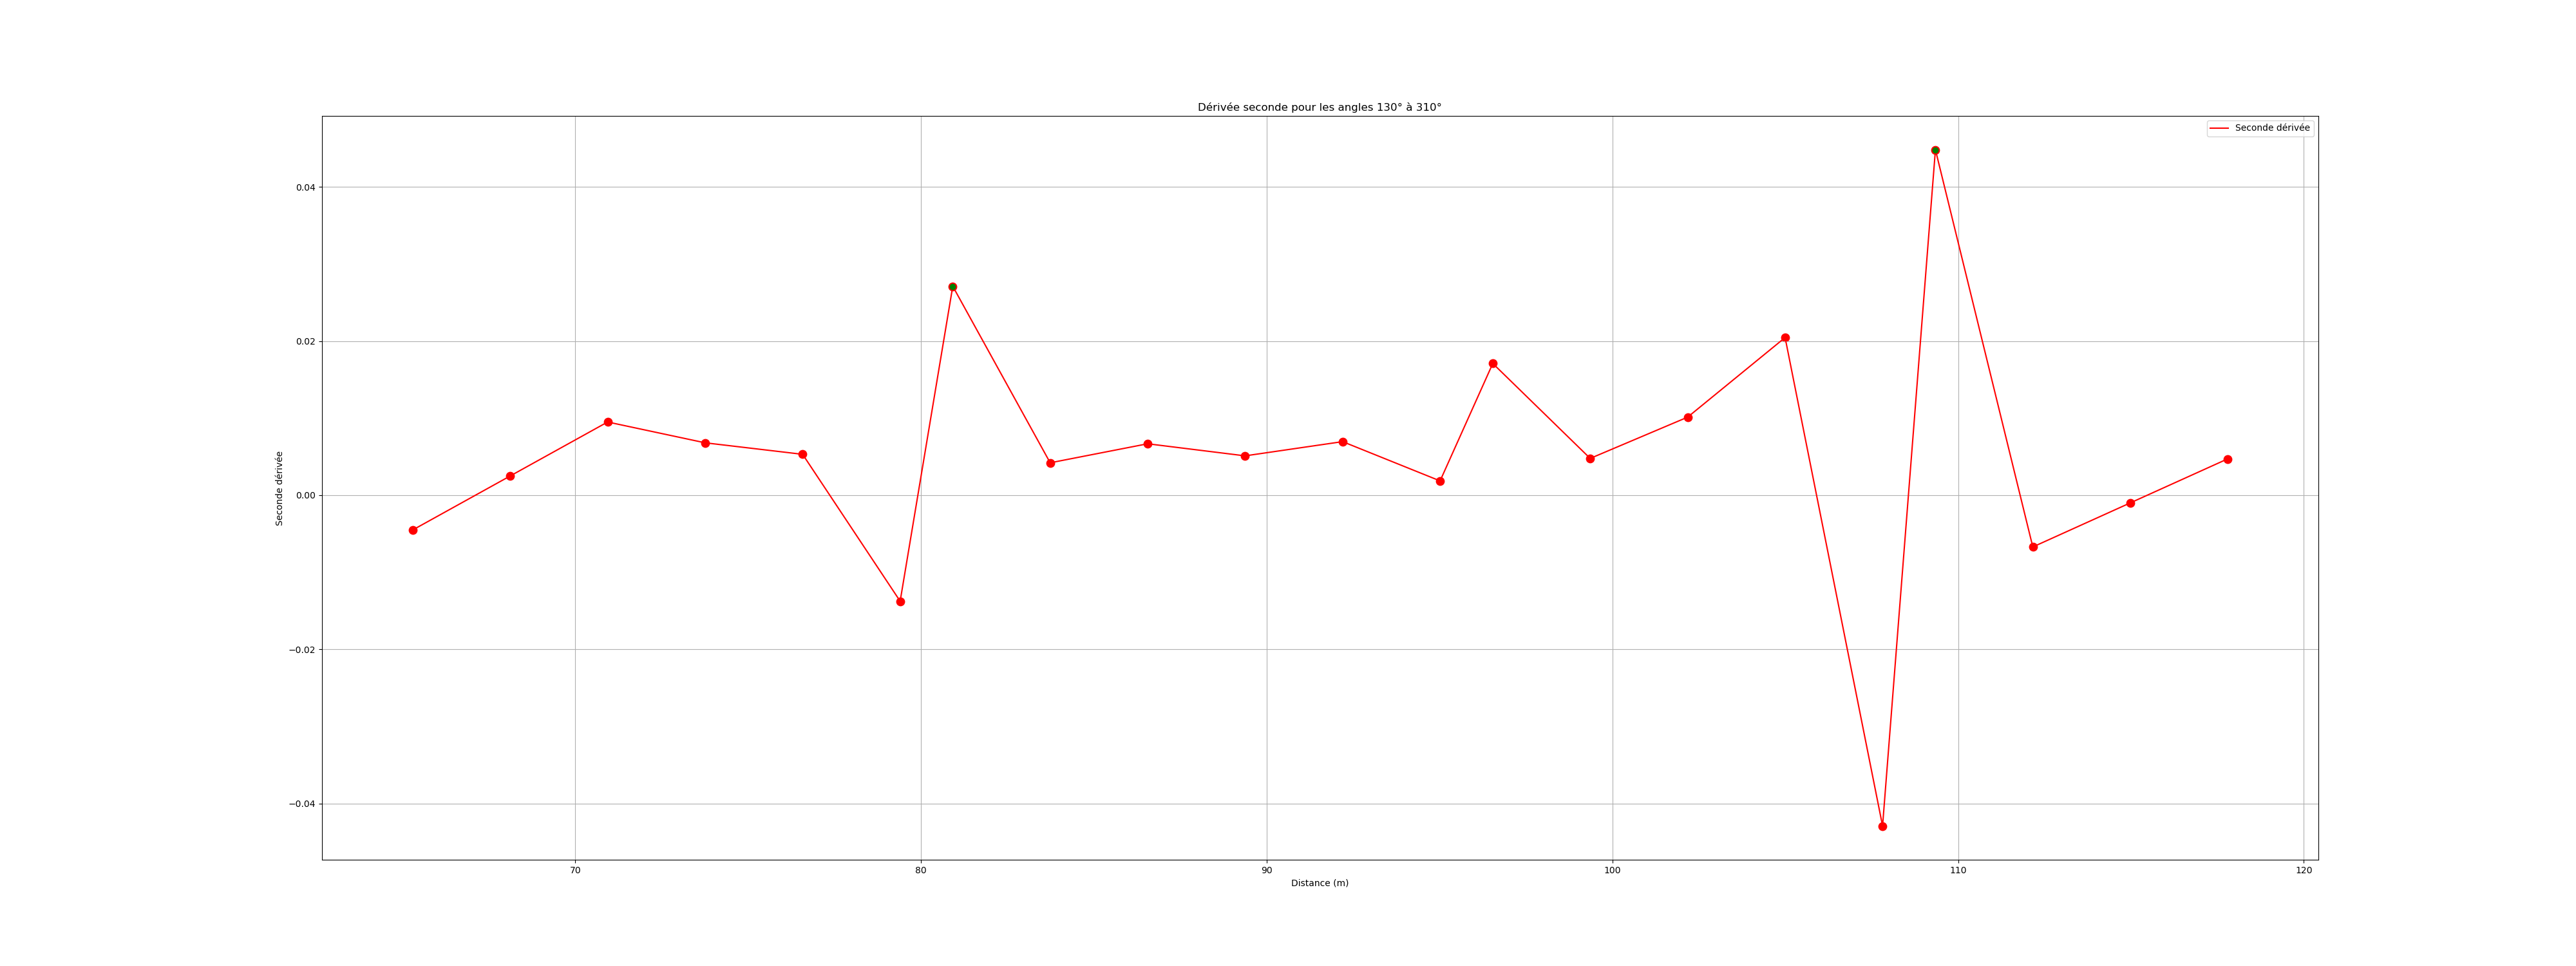 Dérivée seconde pour les angles 130° à 310°
Seconde dérivée
0.04
0.02
0.00
−0.02
−0.04
Seconde dérivée
70 80 90 100 110 120
Distance (m)